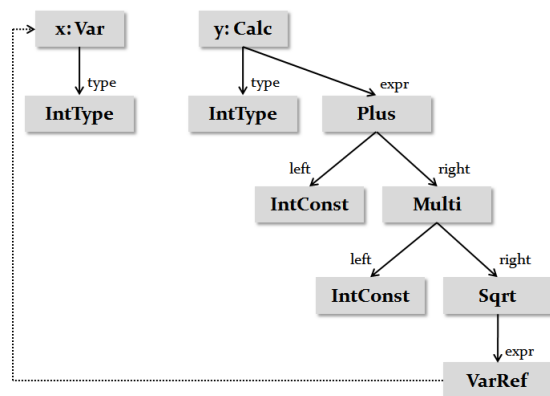 x: Var
y: Calc
type
type
expr
IntType
IntType
Plus
left
right
IntConst
Multi
left
right
IntConst
Sqrt
expr
VarRef